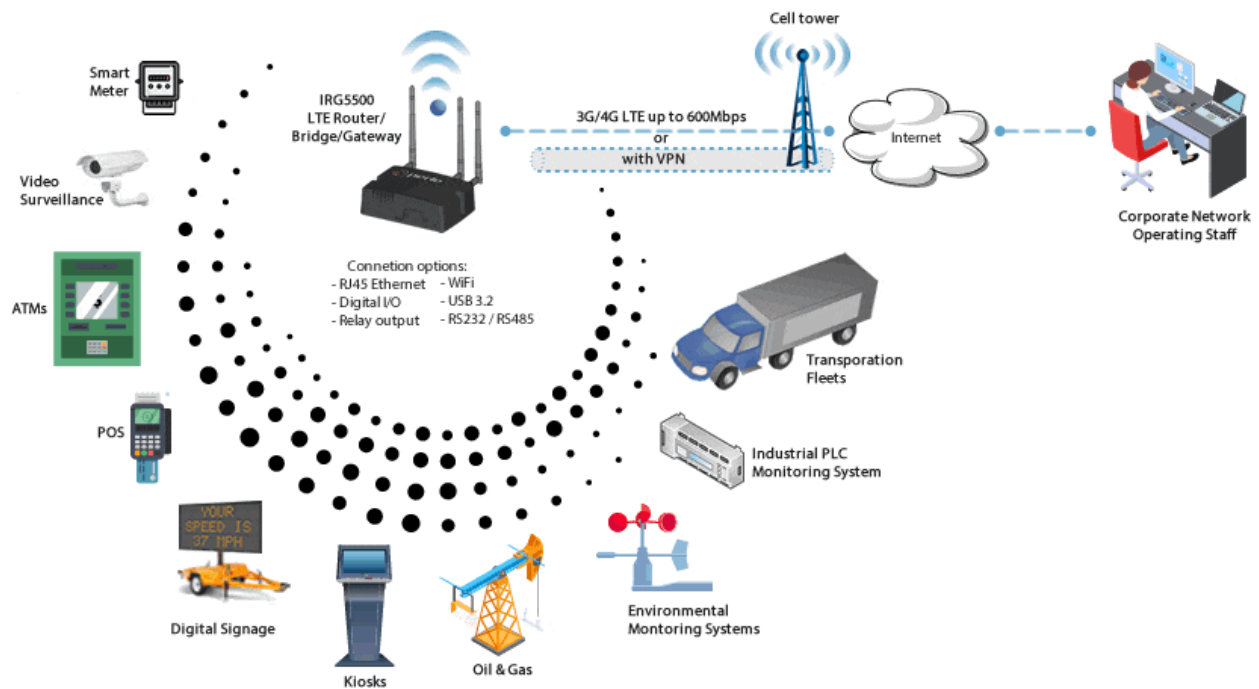 Cell tower
Smart
Meter
IRG5500
LTE Router/
Bridge/Gateway
3G/4G LTE up to 600Mbps
or
with VPN
Internet
Video
Surveillance
perle
Corporate Network
Operating Staff
Connetion options:
- RJ45 Ethernet - WiFi
- Digital I/O - USB 3.2
- Relay output - RS232 / RS485
ATMs
Transporation
Fleets
POS
Industrial PLC
Monitoring System
YOUR
SPEED IS
37 MPH
Digital Signage
Kiosks
Oil & Gas
Environmental
Montoring Systems